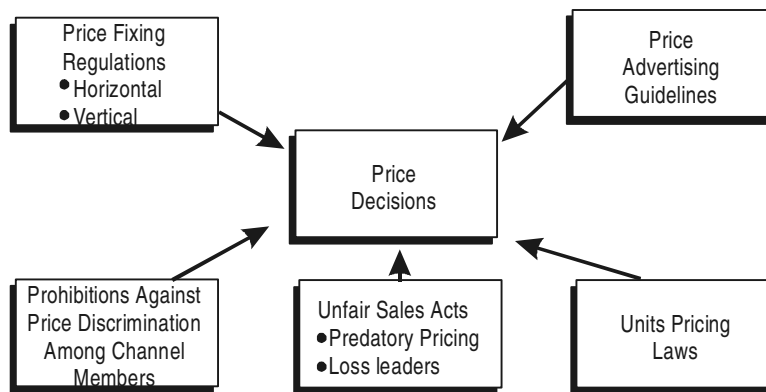 Price Fixing
Regulations
● Horizontal
● Vertical
Price
Advertising
Guidelines
Price
Decisions
Prohibitions Against
Price Discrimination
Among Channel
Members
Unfair Sales Acts
●Predatory Pricing
●Loss leaders
Units Pricing
Laws